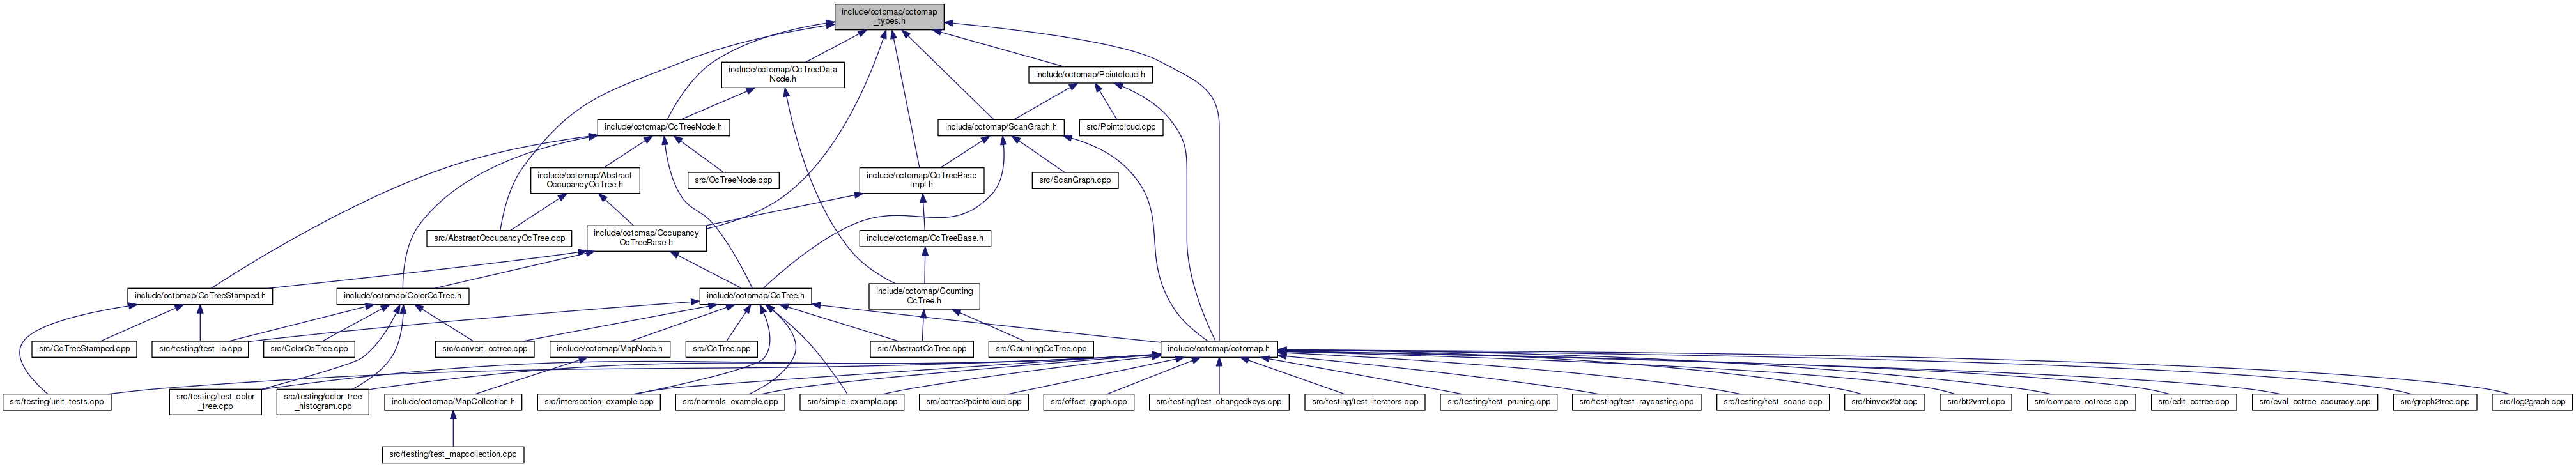 include/octomap/octomap
_types.h
include/octomap/OcTreeData
Node.h
include/octomap/Pointcloud.h
include/octomap/OcTreeNode.h
include/octomap/ScanGraph.h
src/Pointcloud.cpp
include/octomap/Abstract
OccupancyOcTree.h
src/OcTreeNode.cpp
include/octomap/OcTreeBase
Impl.h
src/ScanGraph.cpp
src/AbstractOccupancyOcTree.cpp
include/octomap/Occupancy
OcTreeBase.h
include/octomap/OcTreeBase.h
include/octomap/OcTreeStamped.h
include/octomap/ColorOcTree.h
include/octomap/OcTree.h
include/octomap/Counting
OcTree.h
src/OcTreeStamped.cpp
src/testing/test_io.cpp
src/ColorOcTree.cpp
src/convert_octree.cpp
include/octomap/MapNode.h
src/OcTree.cpp
src/AbstractOcTree.cpp
src/CountingOcTree.cpp
include/octomap/octomap.h
src/testing/unit_tests.cpp
src/testing/test_color
_tree.cpp
src/testing/color_tree
_histogram.cpp
include/octomap/MapCollection.h
src/intersection_example.cpp
src/normals_example.cpp
src/simple_example.cpp
src/octree2pointcloud.cpp
src/offset_graph.cpp
src/testing/test_changedkeys.cpp
src/testing/test_iterators.cpp
src/testing/test_pruning.cpp
src/testing/test_raycasting.cpp
src/testing/test_scans.cpp
src/binvox2bt.cpp
src/bt2vrml.cpp
src/compare_octrees.cpp
src/edit_octree.cpp
src/eval_octree_accuracy.cpp
src/graph2tree.cpp
src/log2graph.cpp
src/testing/test_mapcollection.cpp